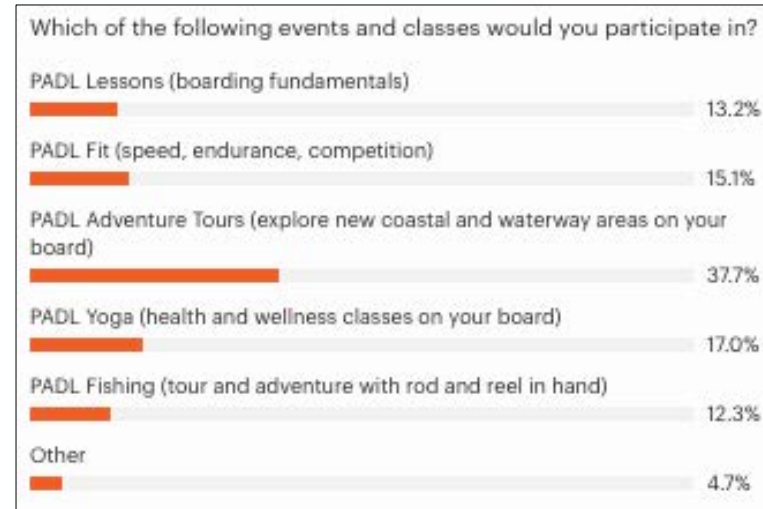 Which of the following events and classes would you participate in?
PADL Lessons (boarding fundamentals)
13.2%
PADL Fit (speed, endurance, competition)
15.1%
PADL Adventure Tours (explore new coastal and waterway areas on your
board)
37.7%
PADL Yoga (health and wellness classes on your board)
17.0%
PADL Fishing (tour and adventure with rod and reel in hand)
12.3%
Other
4.7%